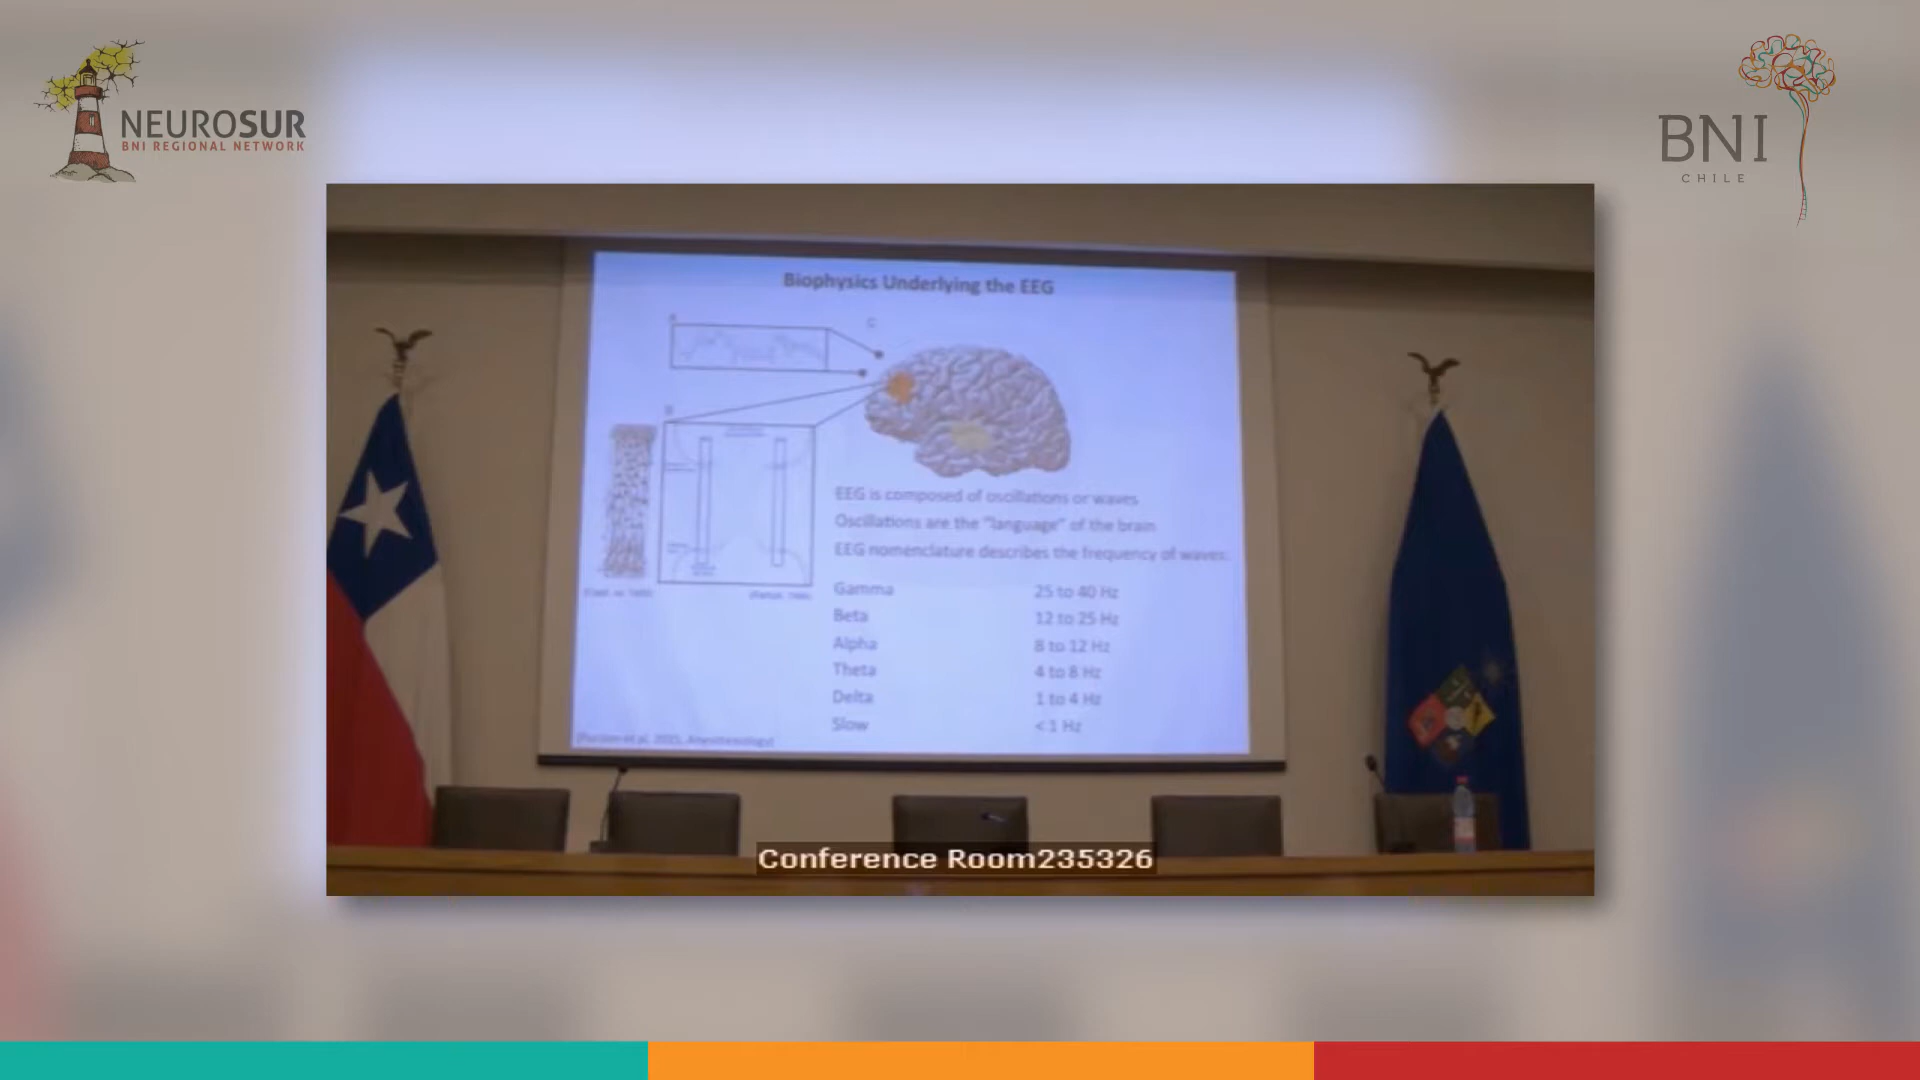 NEUROSUR
BNI REGIONAL NETWORK
BNI
CHILE
Biophysics Underlying the EEG
C
EEG is composed of oscillations or waves
Oscillations are the "language" of the brain
EEG nomenclature describes the frequency of waves:
Gamma 25 to 40 Hz
Beta 12 to 25 Hz
Alpha 8 to 12 Hz
Theta 4 to 8 Hz
Delta 1 to 4 Hz
Slow < 1 Hz
Conference Room235326